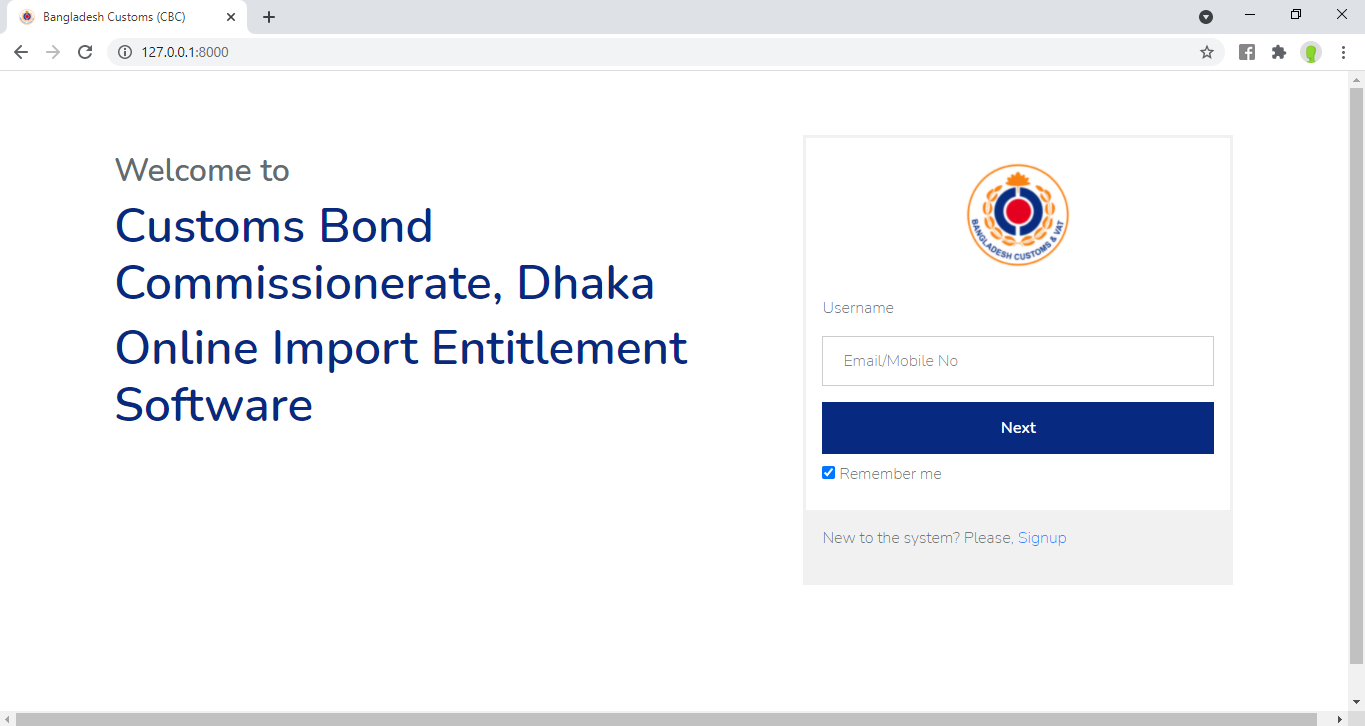 Bangladesh Customs (CBC)
127.0.0.1:8000
Welcome to
Customs Bond
Commissionerate, Dhaka
Online Import Entitlement
Software
BANGLADESH CUSTOMS & VAT
Username
Email/Mobile No
Next
Remember me
New to the system? Please, Signup